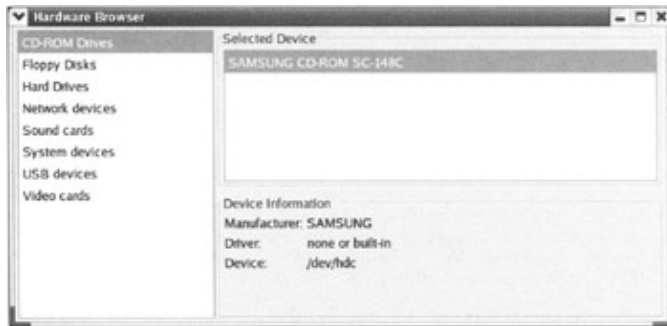 Hardware Browser
CD-ROM Drives
Floppy Disks
Hard Drives
Network devices
Sound cards
System devices
USB devices
Video cards
Selected Device
SAMSUNG CD-ROM SC-148C
Device Information
Manufacturer: SAMSUNG
Driver: none or built-in
Device: /dev/hdc